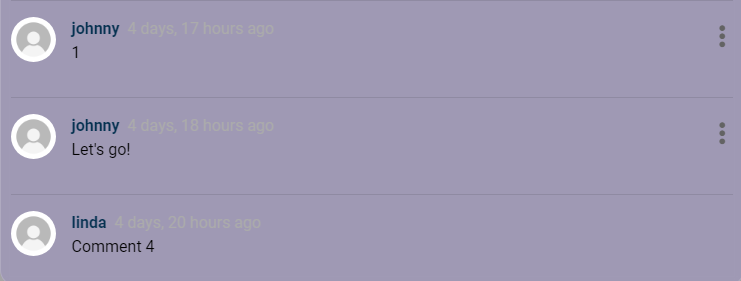 johnny 4 days, 17 hours ago
1
johnny 4 days, 18 hours ago
Let's go!
linda 4 days, 20 hours ago
Comment 4